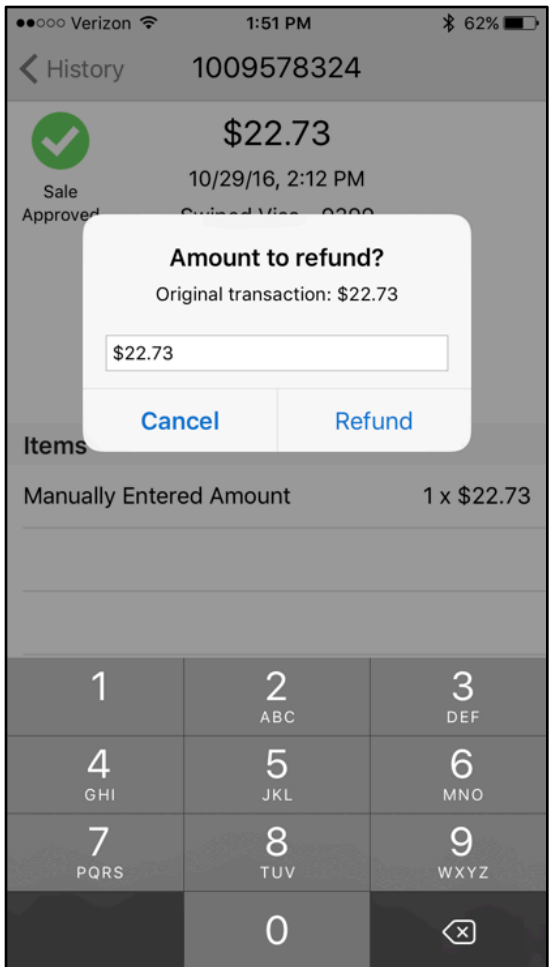 Verizon 1:51 PM 62%
History 1009578324
$22.73
10/29/16, 2:12 PM
Sale
Approved
Amount to refund?
Original transaction: $22.73
$22.73
Cancel Refund
Items
Manually Entered Amount 1 x $22.73
1 2 3
ABC DEF
4 5 6
GHI JKL MNO
7 8 9
PQRS TUV WXYZ
0